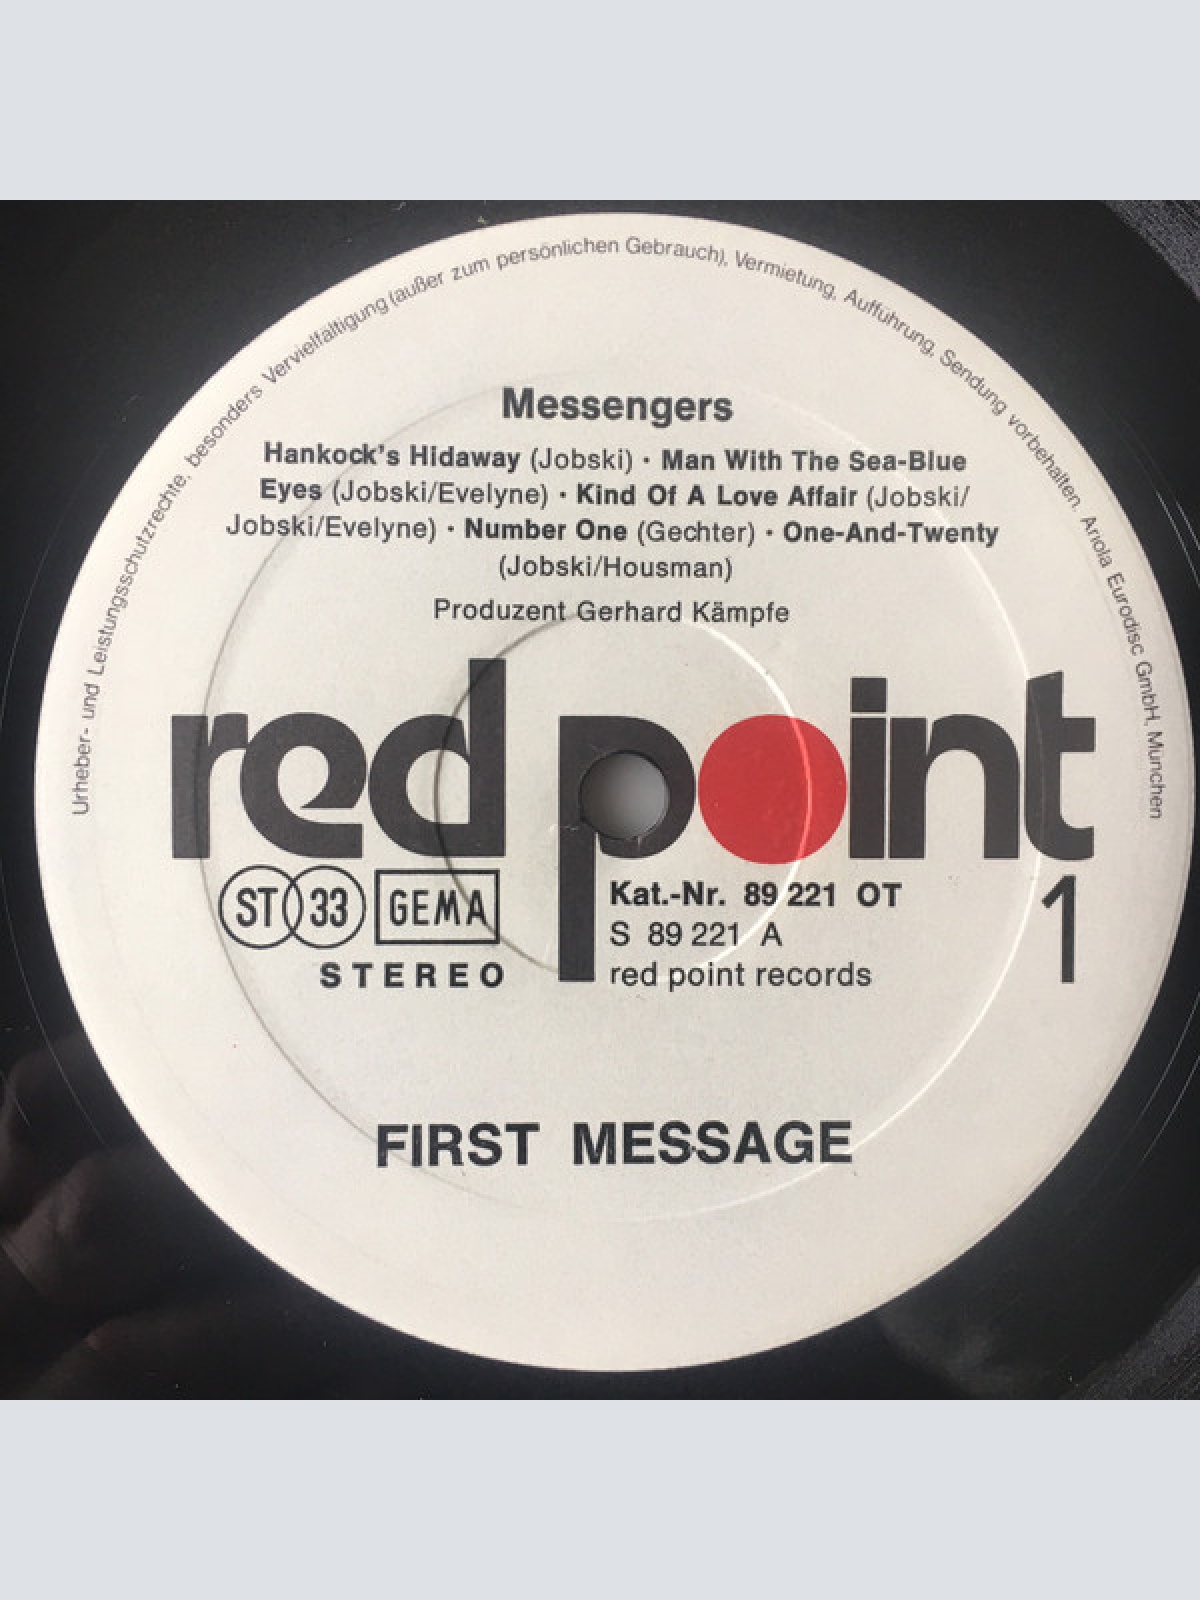 Urheber- und Leistungsschutzrechte, besonders Vervielfältigung (außer zum persönlichen Gebrauch), Vermietung, Aufführung, Sendung vorbehalten. Ariola Eurodisc GmbH, München
Messengers
Hankock's Hidaway (Jobski) · Man With The Sea-Blue
Eyes (Jobski/Evelyne) · Kind Of A Love Affair (Jobski/
Jobski/Evelyne) · Number One (Gechter) · One-And-Twenty
(Jobski/Housman)
Produzent Gerhard Kämpfe
red point
ST 33 GEMA
STEREO
Kat.-Nr. 89 221 OT
S 89 221 A
red point records
1
FIRST MESSAGE